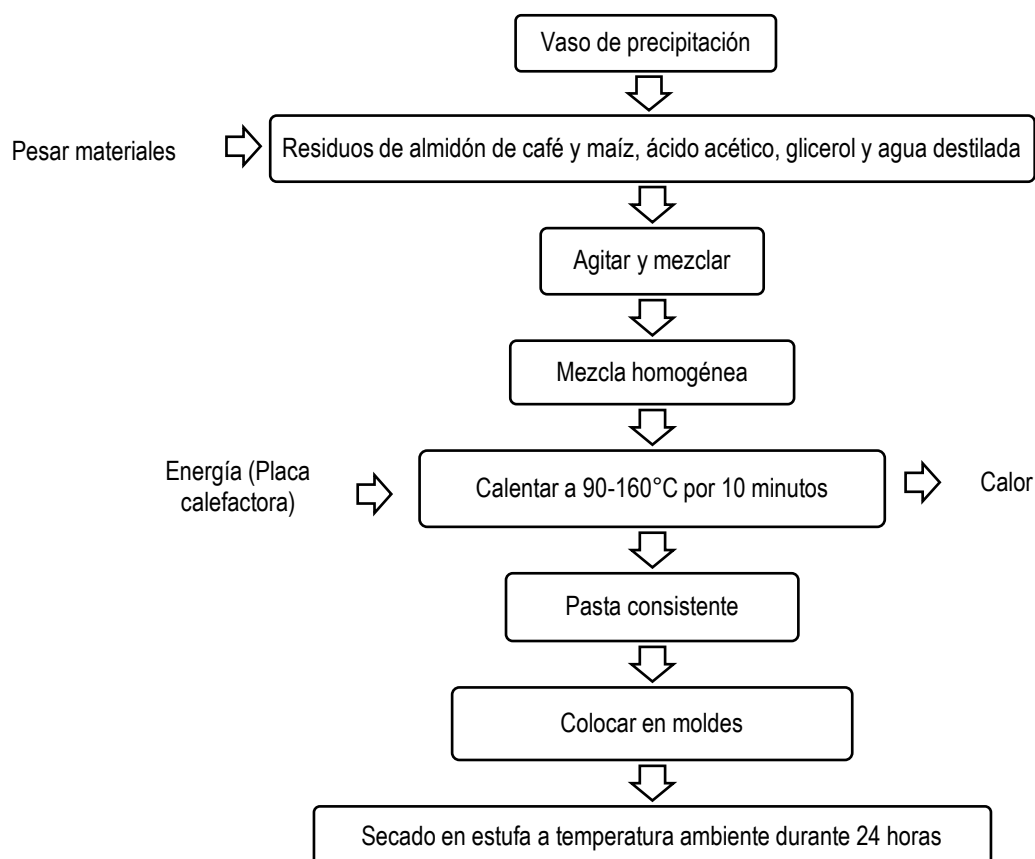 Vaso de precipitación
Pesar materiales
Residuos de almidón de café y maíz, ácido acético, glicerol y agua destilada
Agitar y mezclar
Mezcla homogénea
Energía (Placa
calefactora)
Calentar a 90-160°C por 10 minutos
Calor
Pasta consistente
Colocar en moldes
Secado en estufa a temperatura ambiente durante 24 horas